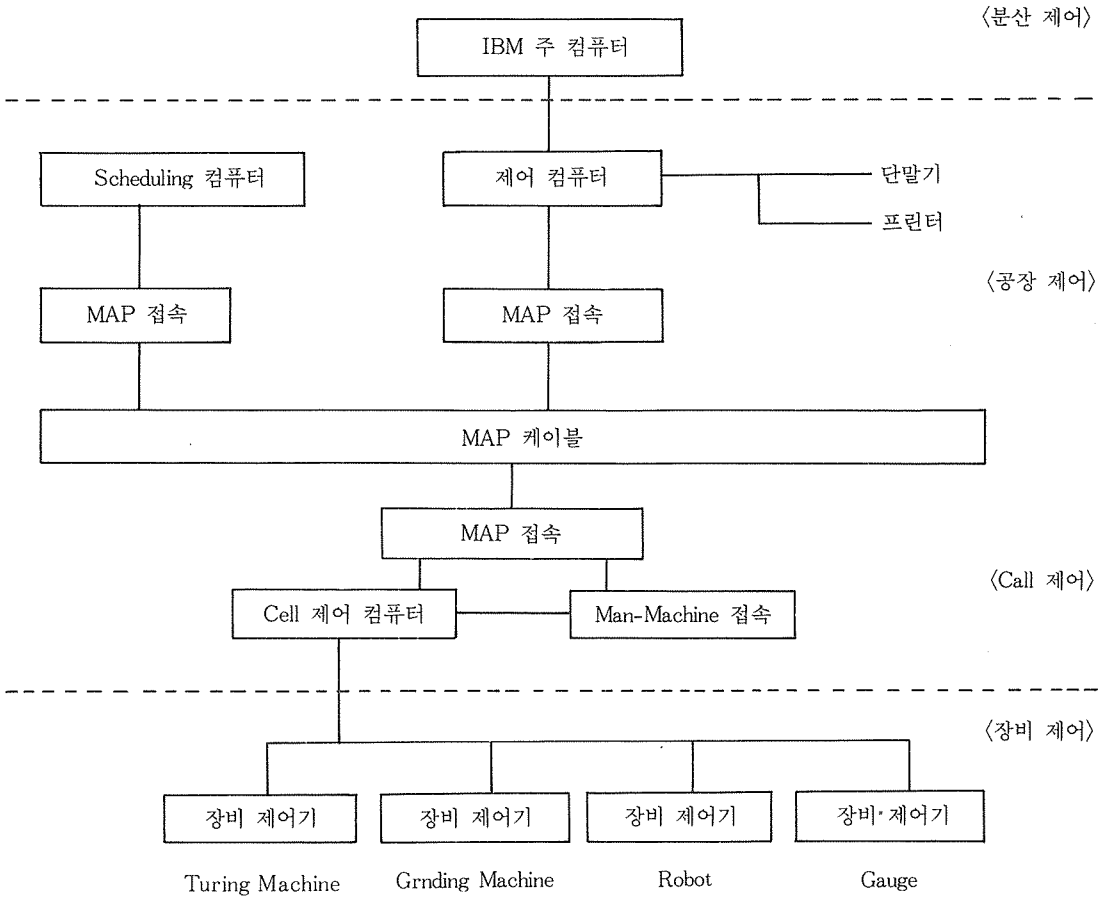 〈분산 제어〉
IBM 주 컴퓨터
Scheduling 컴퓨터
제어 컴퓨터
단말기
프린터
〈공장 제어〉
MAP 접속
MAP 접속
MAP 케이블
MAP 접속
〈Call 제어〉
Cell 제어 컴퓨터
Man-Machine 접속
〈장비 제어〉
장비 제어기
장비 제어기
장비 제어기
장비 제어기
Turing Machine
Grnding Machine
Robot
Gauge